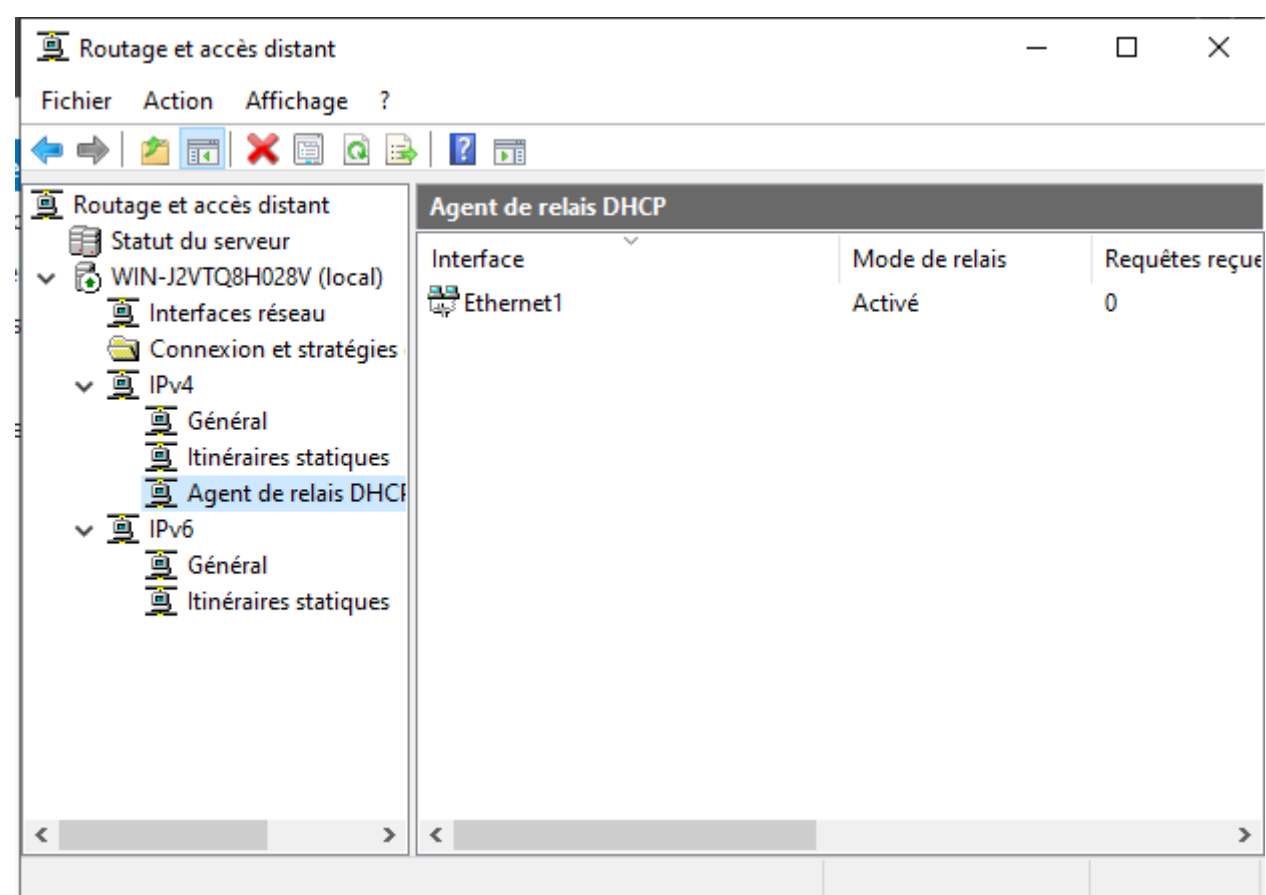 Routage et accès distant
Fichier Action Affichage ?
Routage et accès distant
Statut du serveur
WIN-J2VTQ8H028V (local)
Interfaces réseau
Connexion et stratégies
IPv4
Général
Itinéraires statiques
Agent de relais DHCP
IPv6
Général
Itinéraires statiques
Agent de relais DHCP
Interface Mode de relais Requêtes reçue
Ethernet1 Activé 0